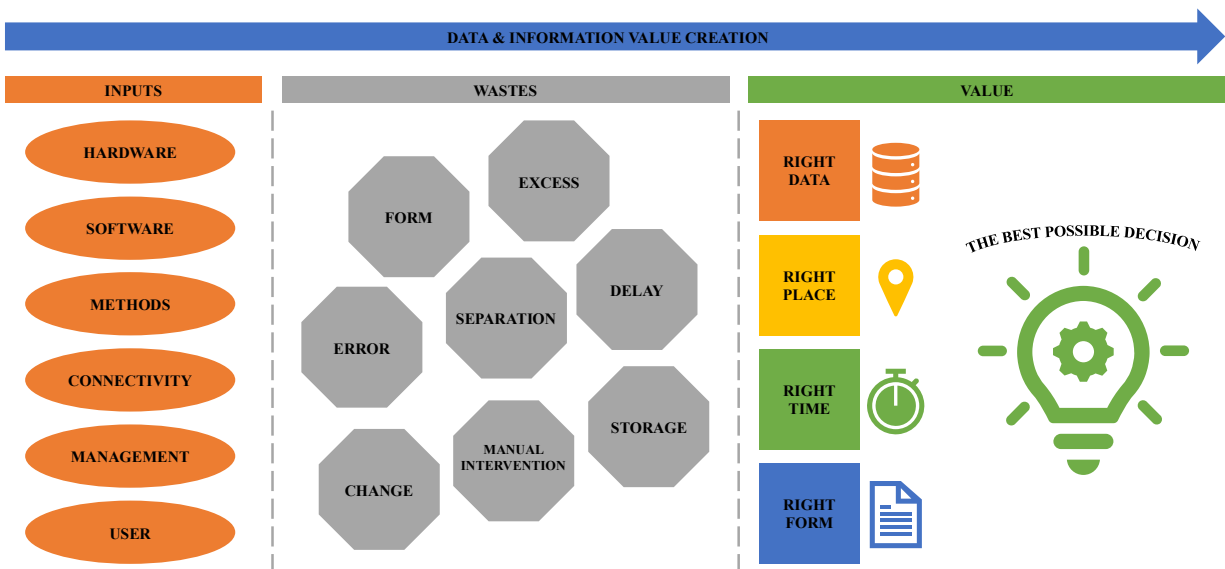 DATA & INFORMATION VALUE CREATION
INPUTS
WASTES
VALUE
HARDWARE
SOFTWARE
METHODS
CONNECTIVITY
MANAGEMENT
USER
EXCESS
FORM
DELAY
SEPARATION
ERROR
STORAGE
MANUAL
INTERVENTION
CHANGE
RIGHT
DATA
RIGHT
PLACE
RIGHT
TIME
RIGHT
FORM
THE BEST POSSIBLE DECISION